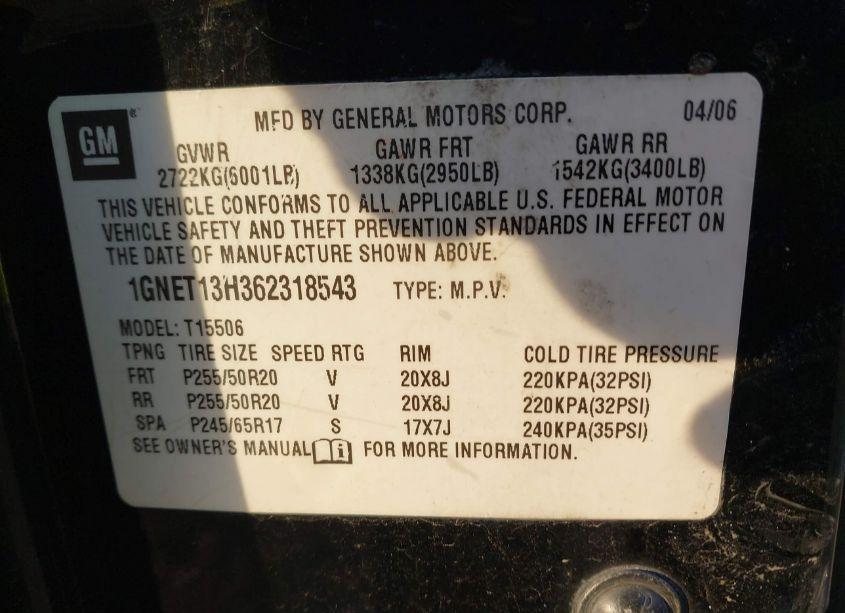 GM
MFD BY GENERAL MOTORS CORP. 04/06
GVWR GAWR FRT GAWR RR
2722KG(6001LB) 1338KG(2950LB) 1542KG(3400LB)
THIS VEHICLE CONFORMS TO ALL APPLICABLE U.S. FEDERAL MOTOR
VEHICLE SAFETY AND THEFT PREVENTION STANDARDS IN EFFECT ON
THE DATE OF MANUFACTURE SHOWN ABOVE.
1GNET13H362318543 TYPE: M.P.V.
MODEL: T15506
TPNG TIRE SIZE SPEED RTG RIM COLD TIRE PRESSURE
FRT P255/50R20 V 20X8J 220KPA(32PSI)
RR P255/50R20 V 20X8J 220KPA(32PSI)
SPA P245/65R17 S 17X7J 240KPA(35PSI)
SEE OWNER'S MANUAL i FOR MORE INFORMATION.